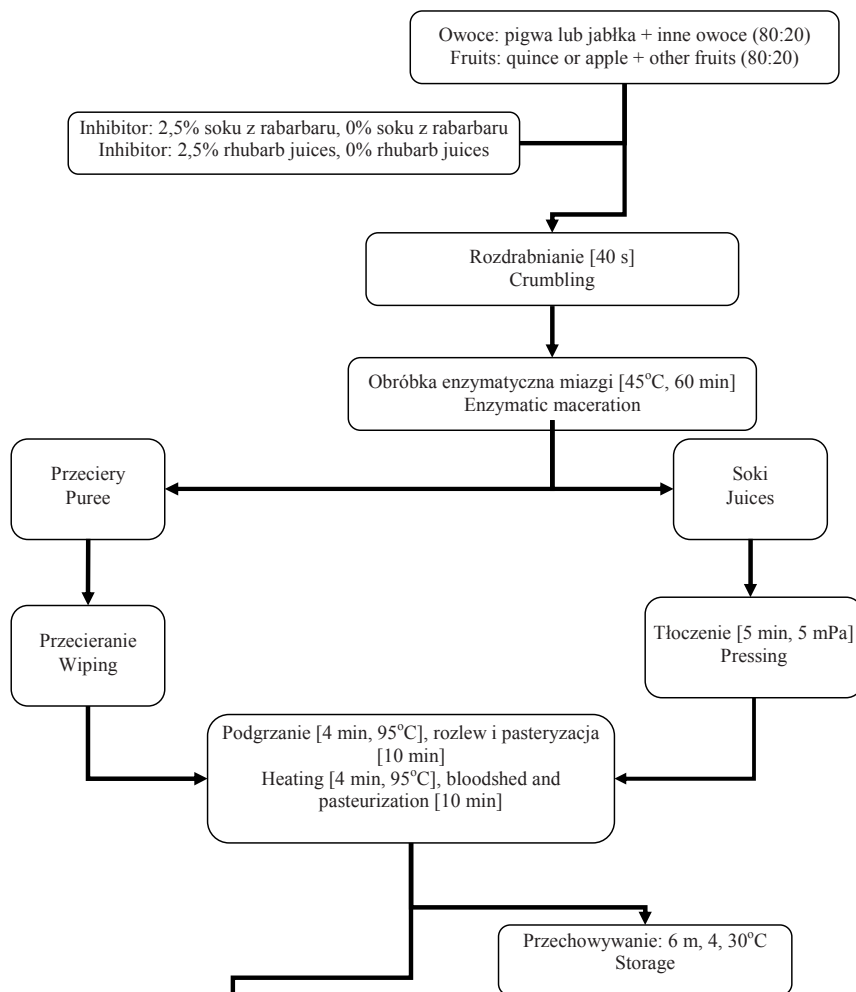 Owoce: pigwa lub jabłka + inne owoce (80:20)
Fruits: quince or apple + other fruits (80:20)
Inhibitor: 2,5% soku z rabarbaru, 0% soku z rabarbaru
Inhibitor: 2,5% rhubarb juices, 0% rhubarb juices
Rozdrabnianie [40 s]
Crumbling
Obróbka enzymatyczna miazgi [45°C, 60 min]
Enzymatic maceration
Przeciery
Puree
Soki
Juices
Przecieranie
Wiping
Tłoczenie [5 min, 5 mPa]
Pressing
Podgrzanie [4 min, 95°C], rozlew i pasteryzacja
[10 min]
Heating [4 min, 95°C], bloodshed and
pasteurization [10 min]
Przechowywanie: 6 m, 4, 30°C
Storage